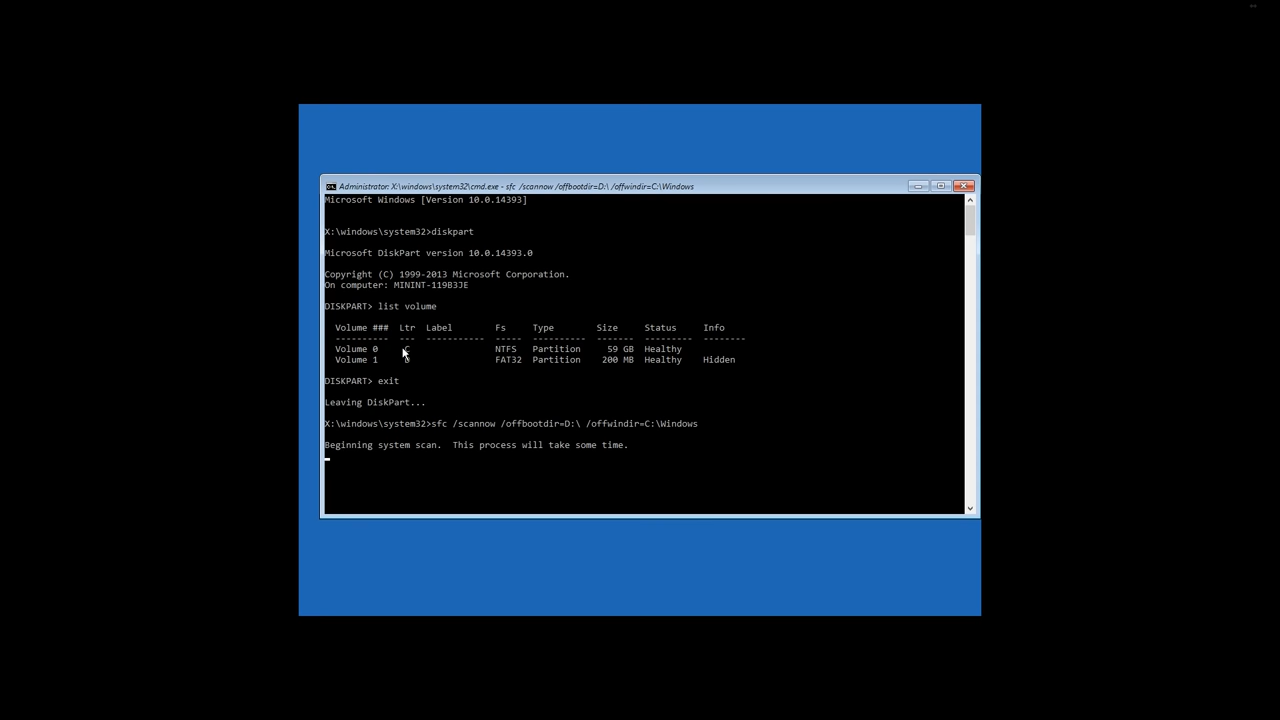 Administrator: X:\windows\system32\cmd.exe - sfc /scannow /offbootdir=D:\ /offwindir=C:\Windows
Microsoft Windows [Version 10.0.14393]
X:\windows\system32>diskpart
Microsoft DiskPart version 10.0.14393.0
Copyright (C) 1999-2013 Microsoft Corporation.
On computer: MININT-119B3JE
DISKPART> list volume
Volume ###  Ltr  Label        Fs     Type        Size     Status     Info
----------  ---  -----------  -----  ----------  -------  ---------  --------
Volume 0     C                NTFS   Partition     59 GB  Healthy
Volume 1                      FAT32  Partition    200 MB  Healthy    Hidden
DISKPART> exit
Leaving DiskPart...
X:\windows\system32>sfc /scannow /offbootdir=D:\ /offwindir=C:\Windows
Beginning system scan.  This process will take some time.